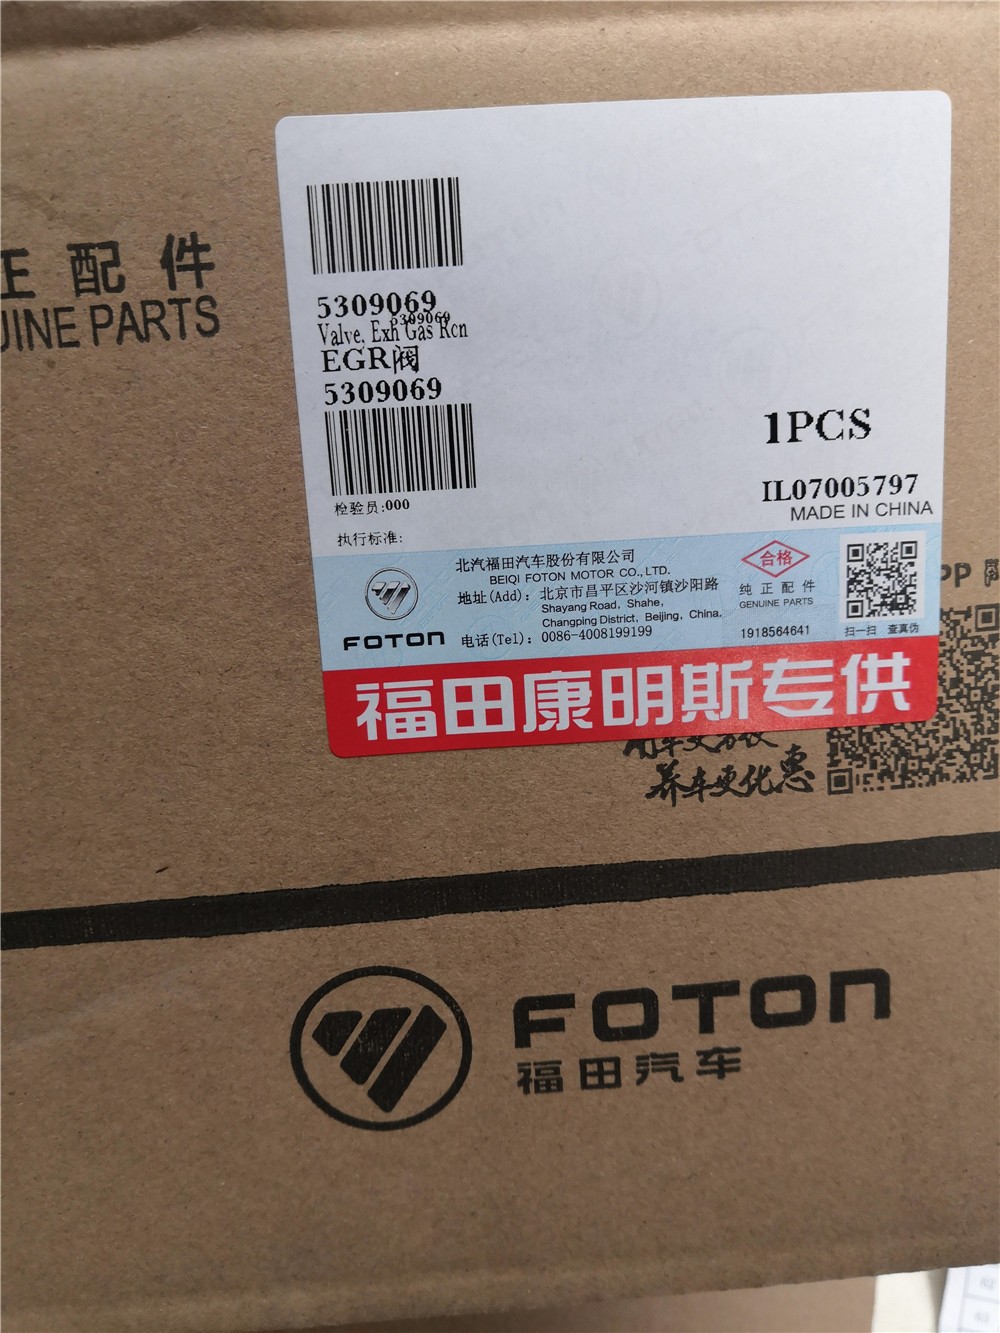 正 配 件
UINE PARTS
5309069
5309069
Valve, Exh Gas Rcn
EGR阀
5309069
1PCS
IL07005797
MADE IN CHINA
检验员:000
执行标准:
北汽福田汽车股份有限公司
BEIQI FOTON MOTOR CO.,LTD.
地址(Add): 北京市昌平区沙河镇沙阳路
Shayang Road, Shahe,
Changping District, Beijing, China.
电话(Tel): 0086-4008199199
FOTON
合格
纯 正 配 件
GENUINE PARTS
1918564641
扫一扫 查真伪
福田康明斯专供
PP
养车更优惠
FOTON
福田汽车